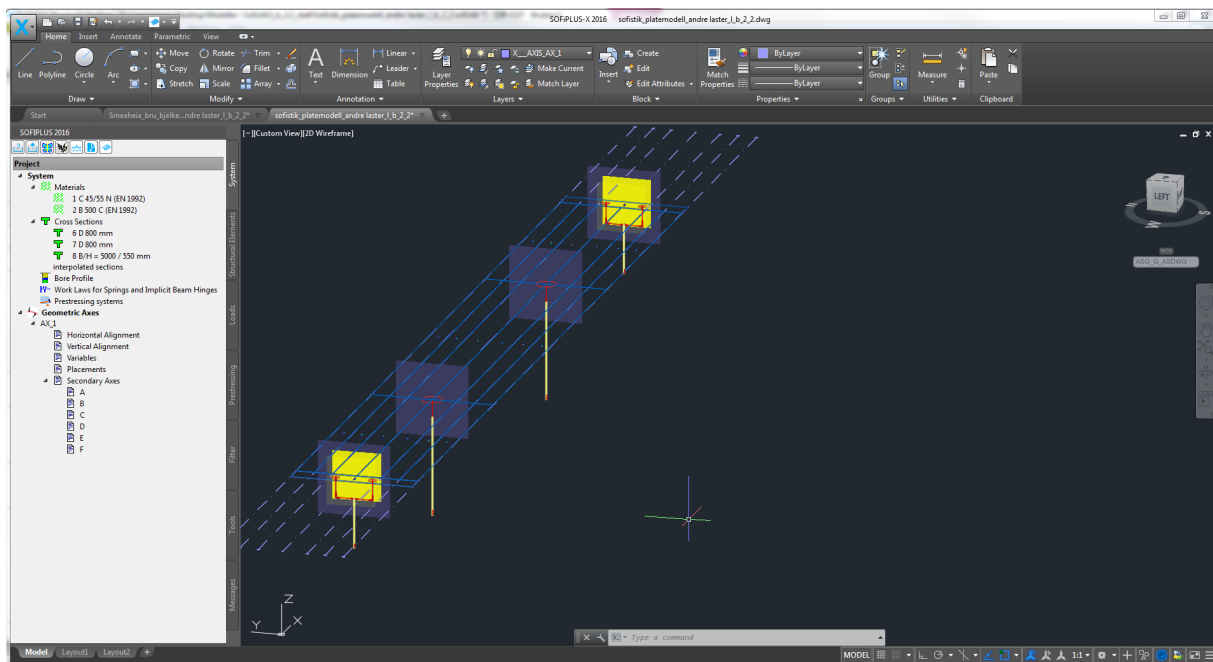 SOFiPLUS-X 2016 sofistik_platemodell_andre laster_l_b_2_2.dwg
Home Insert Annotate Parametric View
Line Polyline Circle Arc
Move Rotate Trim
Copy Mirror Fillet
Stretch Scale Array
Text Dimension
Linear
Leader
Table
Layer Properties
X__AXIS_AX_1
Make Current
Match Layer
Insert
Create
Edit
Edit Attributes
Match Properties
ByLayer
ByLayer
ByLayer
Group
Measure
Paste
Draw Modify Annotation Layers Block Properties Groups Utilities Clipboard
Start Smeaheia_bru_bjelke...ndre laster_l_b_2_2* sofistik_platemodell_andre laster_l_b_2_2*
SOFIPLUS 2016
[−][Custom View][2D Wireframe]
Project
System
Materials
1 C 45/55 N (EN 1992)
2 B 500 C (EN 1992)
Cross Sections
6 D 800 mm
7 D 800 mm
8 B/H = 5000 / 550 mm
interpolated sections
Bore Profile
Work Laws for Springs and Implicit Beam Hinges
Prestressing systems
Geometric Axes
AX_1
Horizontal Alignment
Vertical Alignment
Variables
Placements
Secondary Axes
A
B
C
D
E
F
System
Structural Elements
Loads
Prestressing
Filter
Tools
Messages
LEFT
WCS
ASO_G_ASDWG
Z
Y X
Type a command
Model Layout1 Layout2
MODEL 1:1